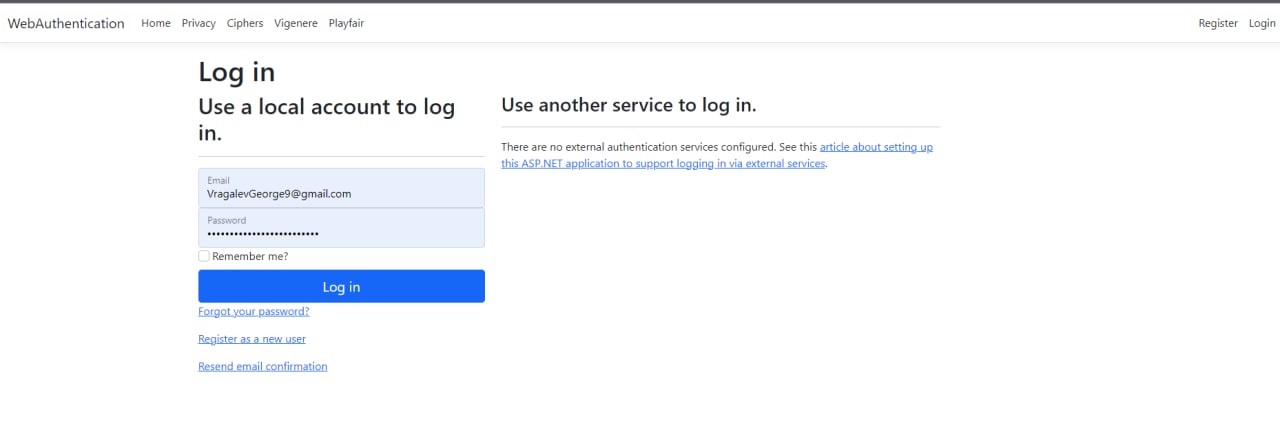 WebAuthentication Home Privacy Ciphers Vigenere Playfair Register Login
Log in
Use a local account to log
in.
Email
VragalevGeorge9@gmail.com
Password
•••••••••••••••••••••••••
Remember me?
Log in
Forgot your password?
Register as a new user
Resend email confirmation
Use another service to log in.
There are no external authentication services configured. See this article about setting up
this ASP.NET application to support logging in via external services.